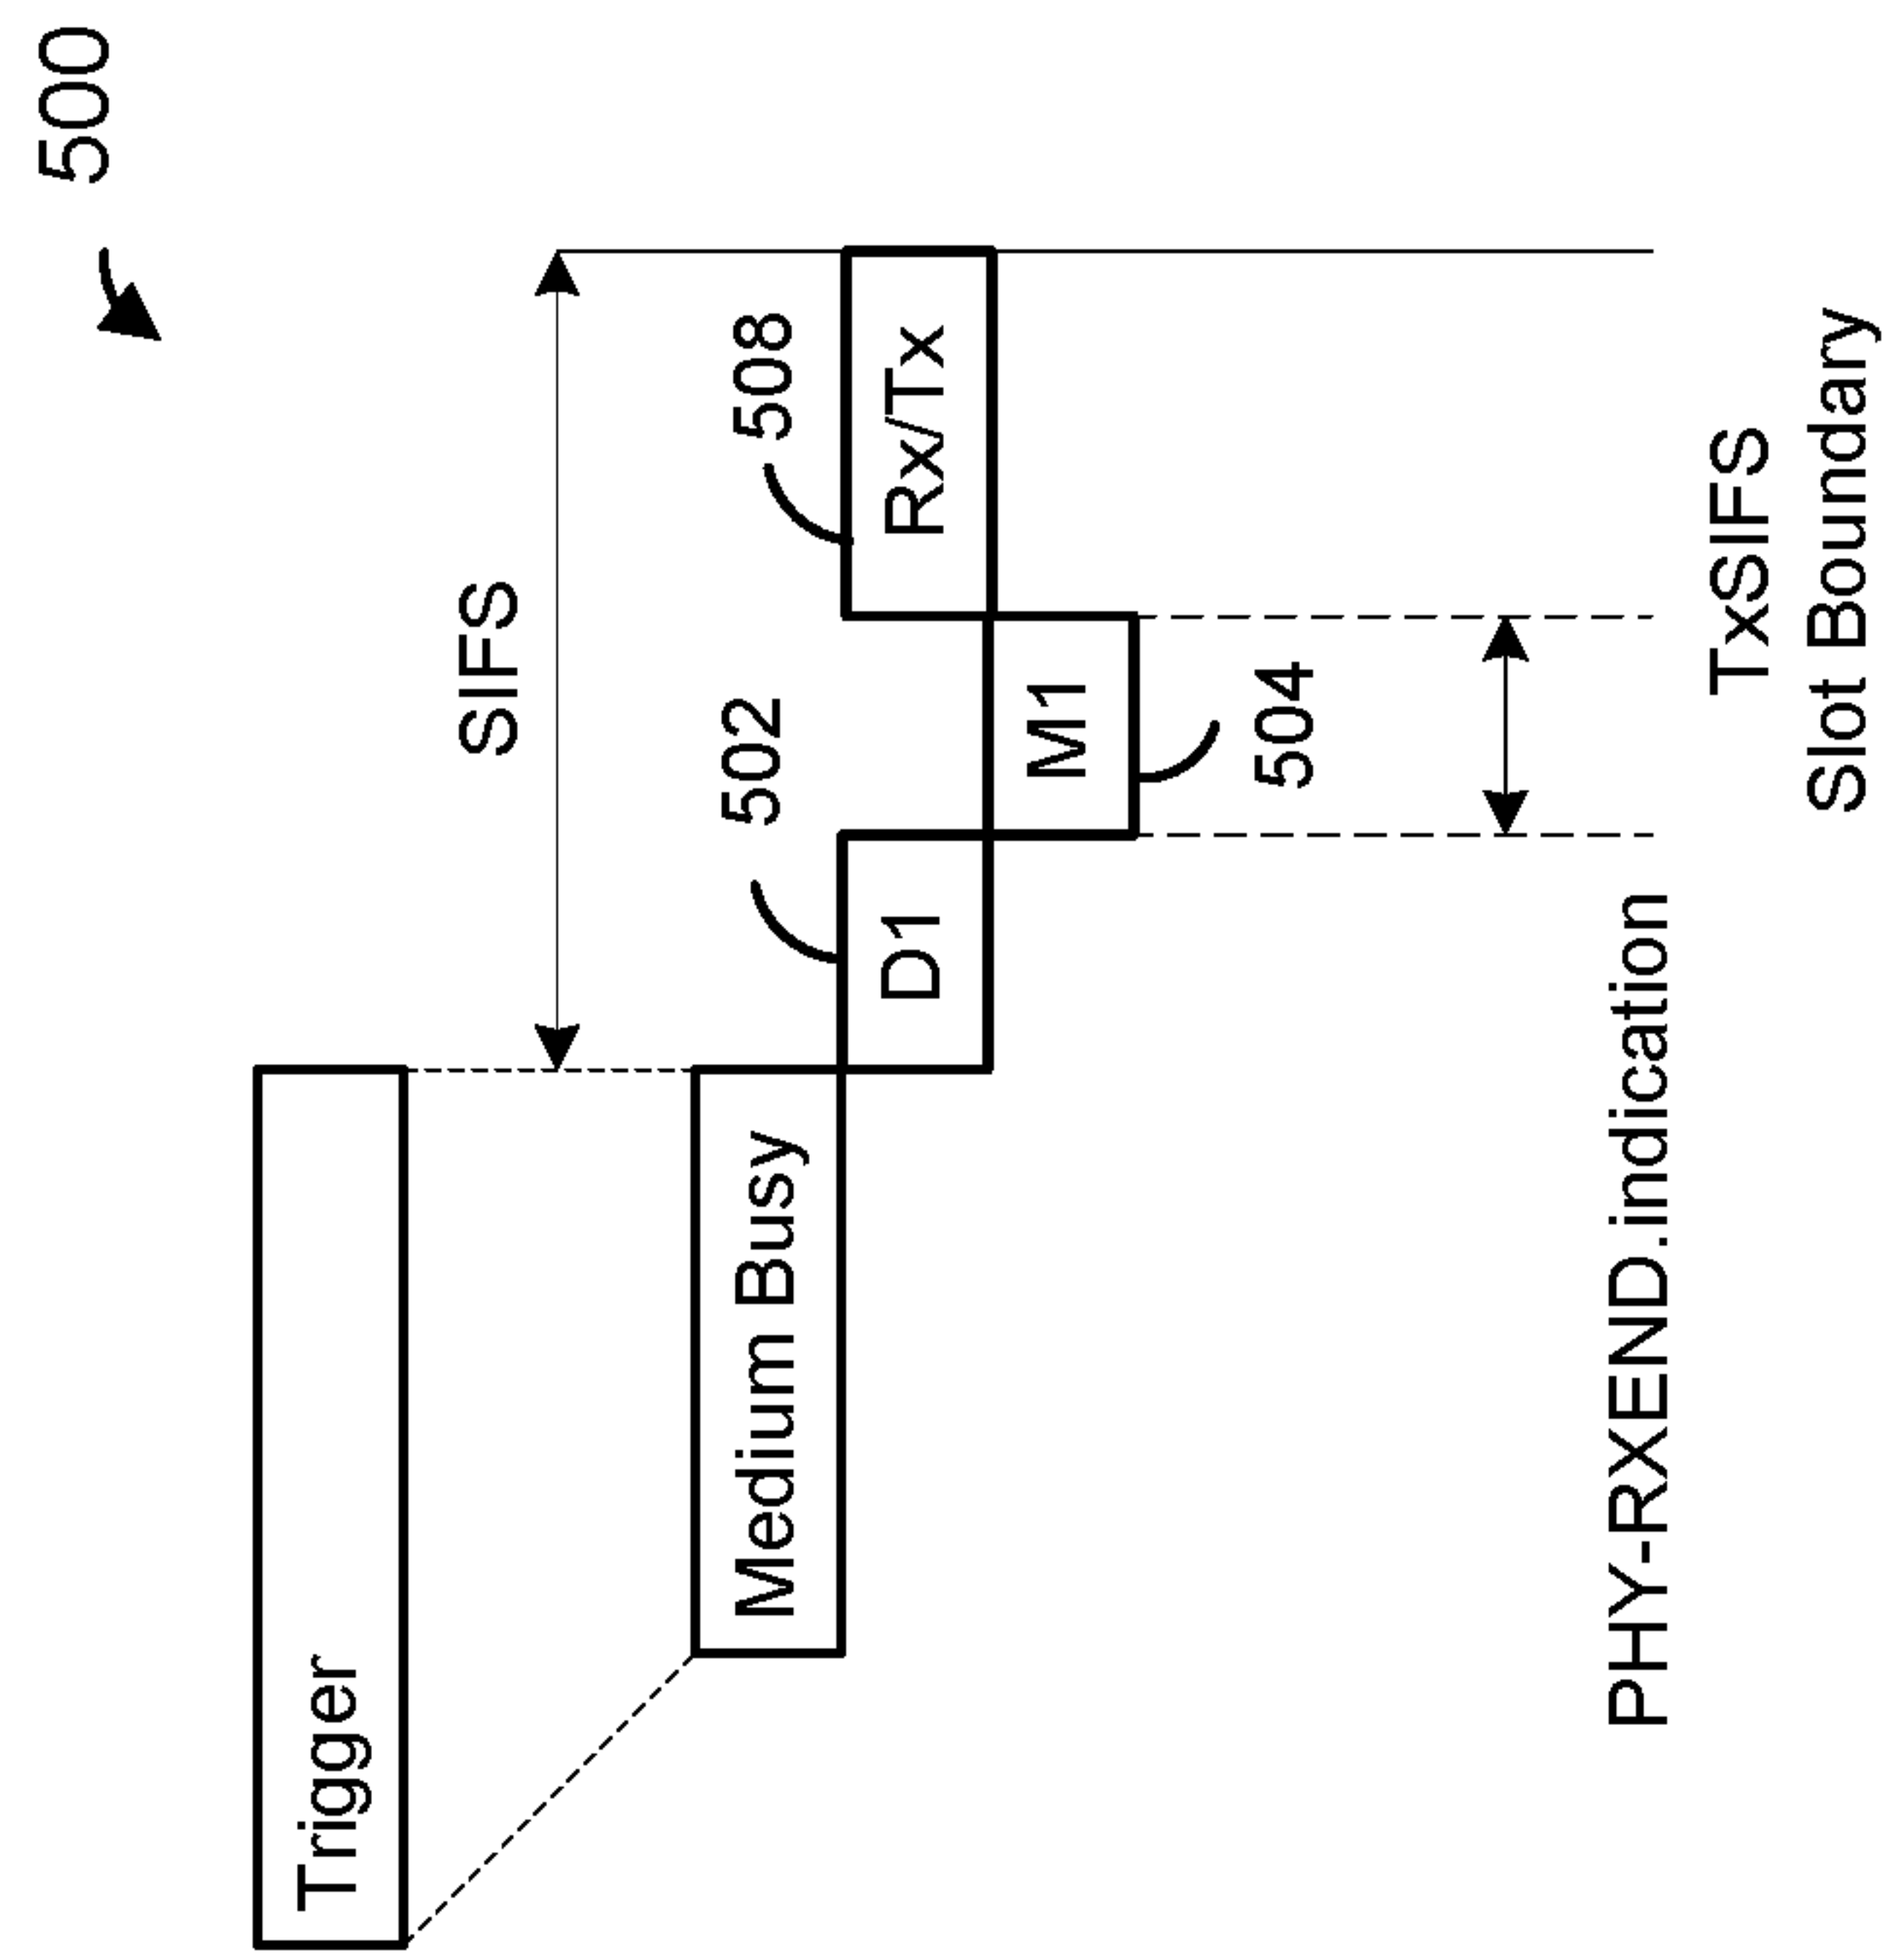 500
Trigger
SIFS
Medium Busy
502
508
D1
Rx/Tx
M1
504
PHY-RXEND.indication
TxSIFS
Slot Boundary